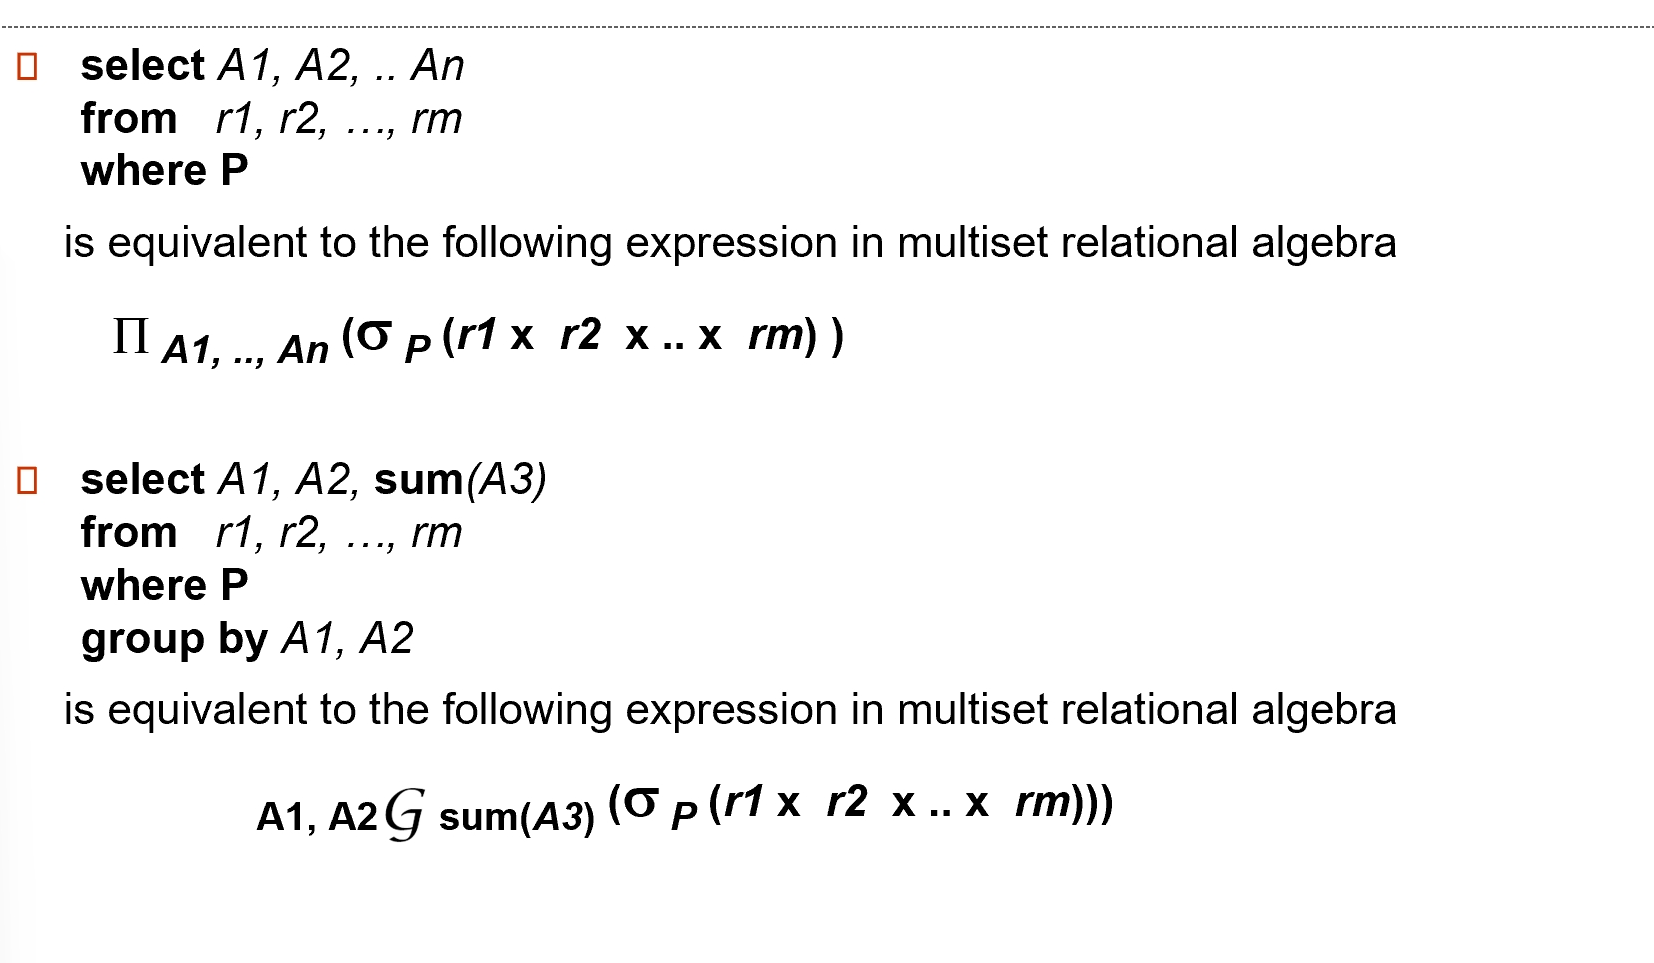 select A1, A2, .. An
from r1, r2, …, rm
where P
is equivalent to the following expression in multiset relational algebra
∏ A1, .., An (σ P (r1 x r2 x .. x rm) )
select A1, A2, sum(A3)
from r1, r2, …, rm
where P
group by A1, A2
is equivalent to the following expression in multiset relational algebra
A1, A2 𝒢 sum(A3) (σ P (r1 x r2 x .. x rm)))